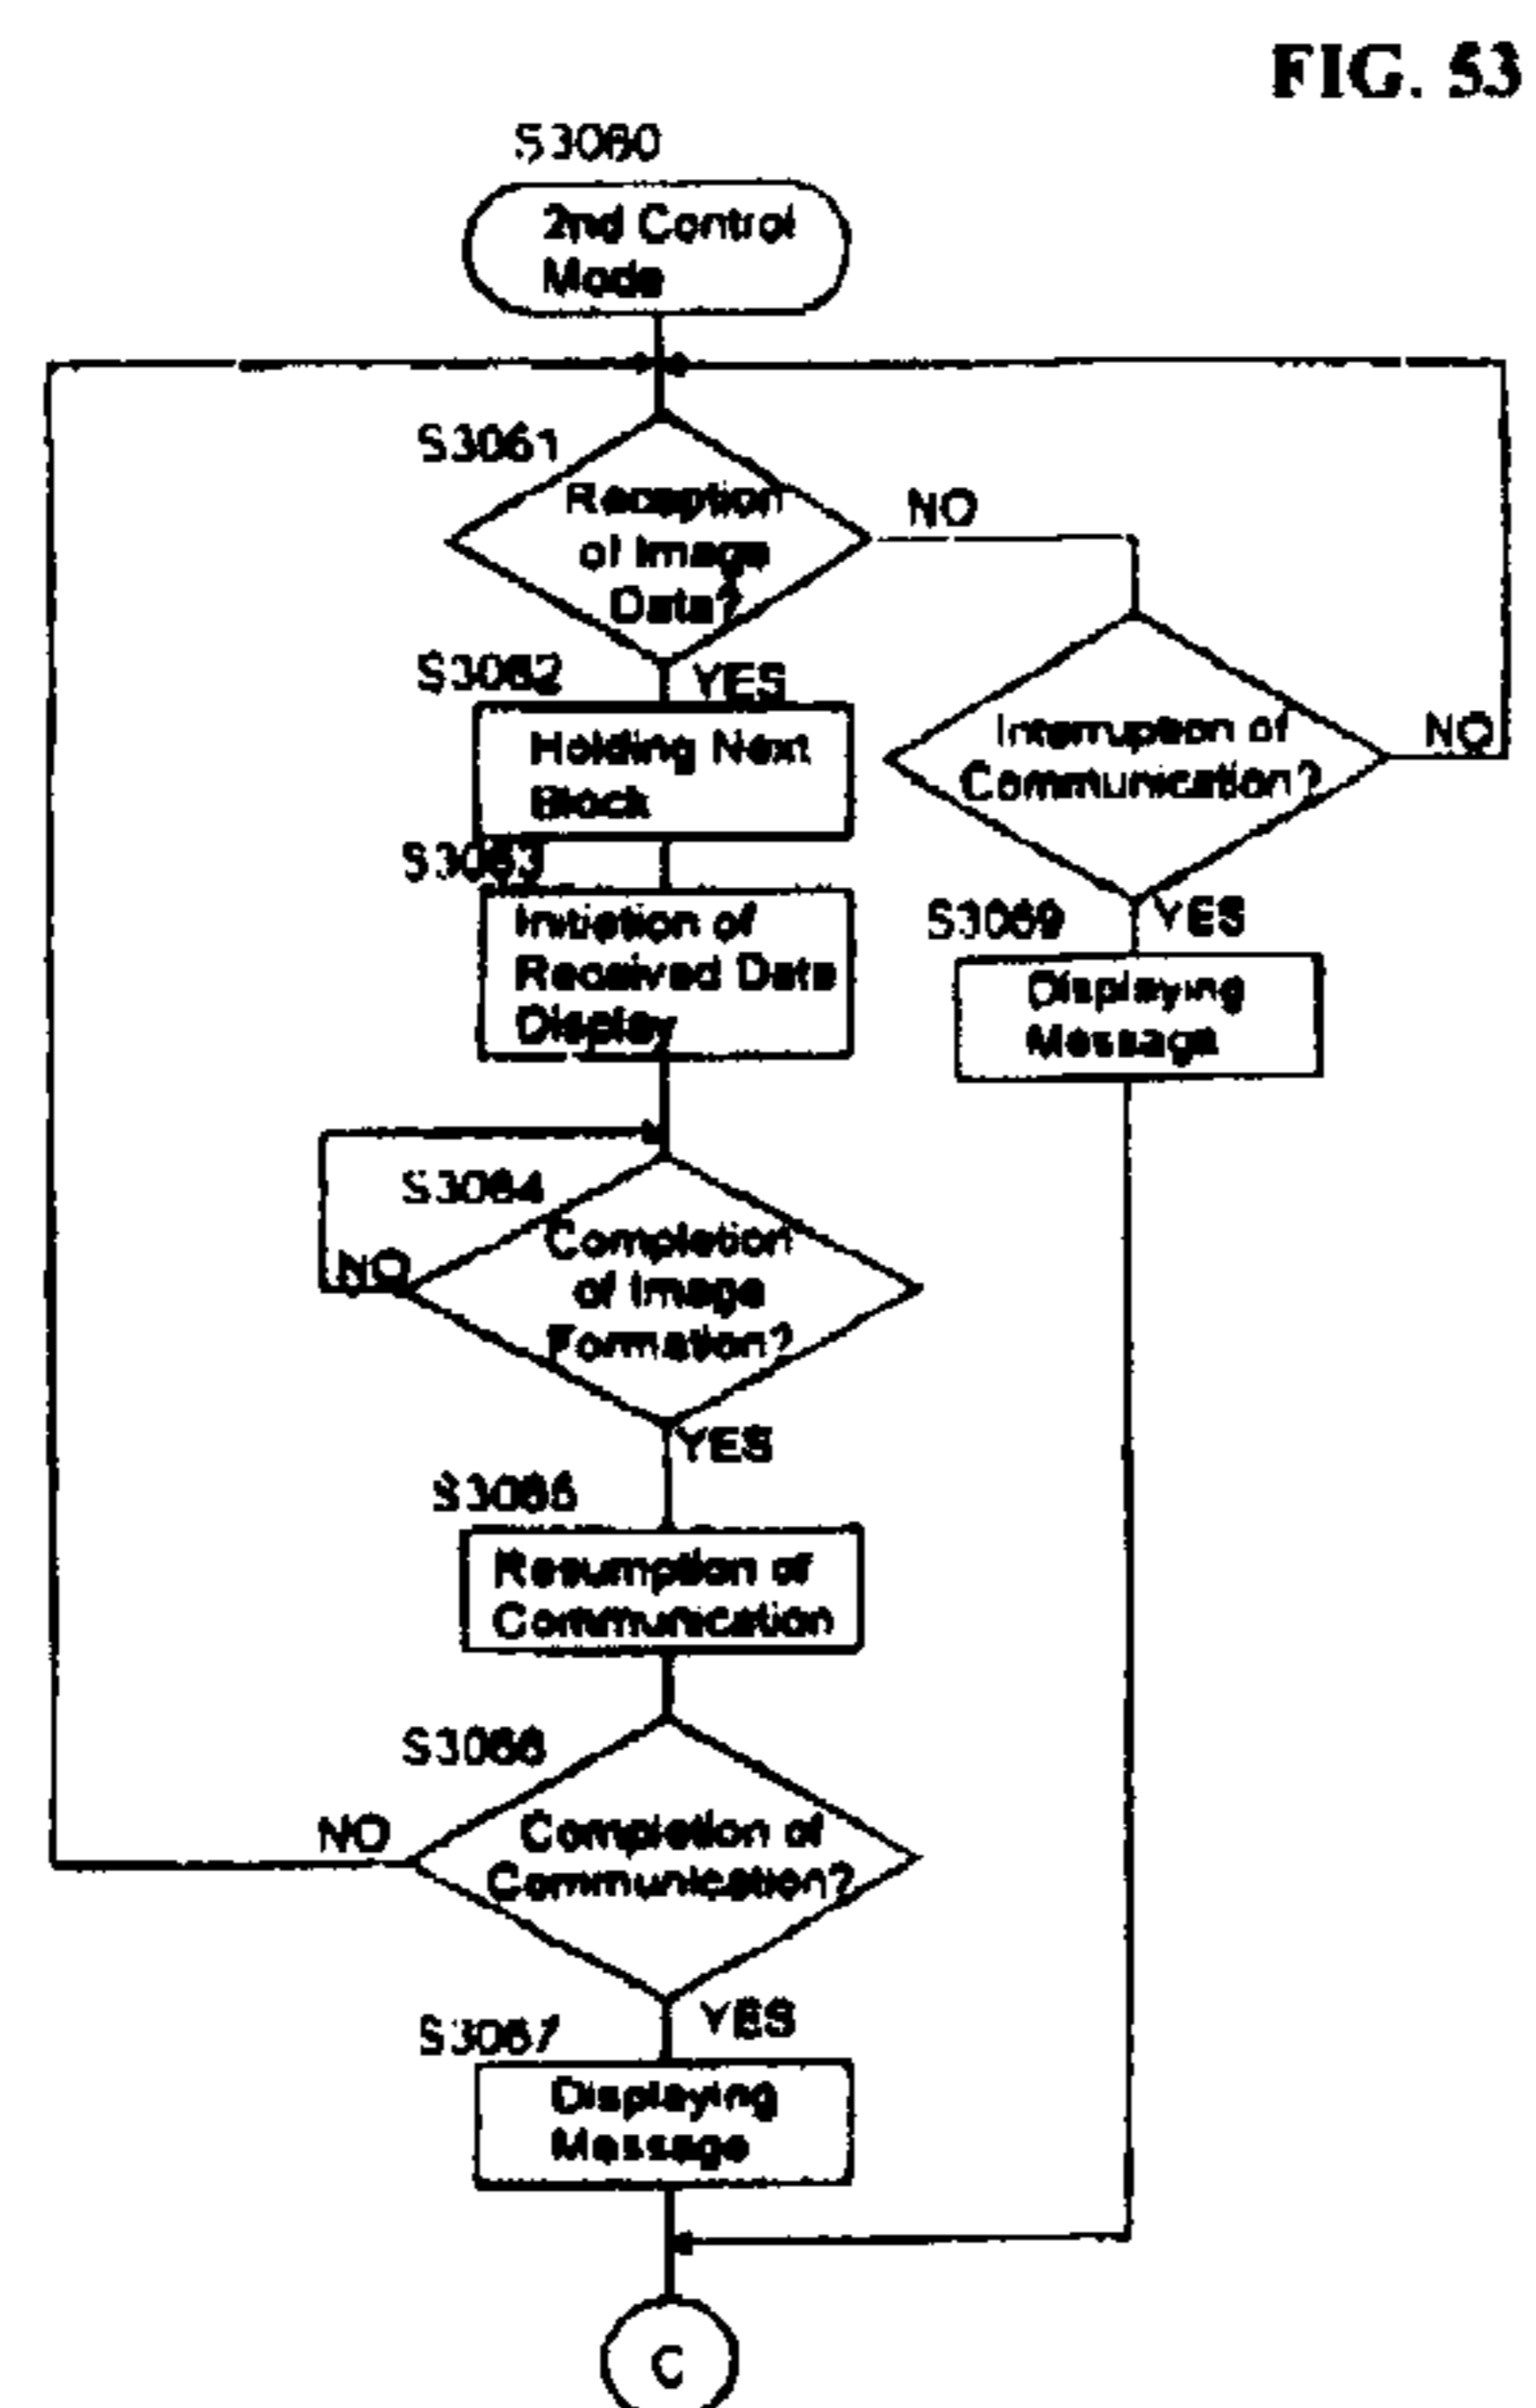 FIG. 53
S3060
2nd Control
Mode
S3061
Reception
of Image
Data?
NO
S3062
YES
Holding Next
Block
Interruption of
Communication?
NO
S3063
Initiation of
Received Data
Display
S3069
YES
Displaying
Message
S3064
Completion
of Image
Formation?
NO
YES
S3065
Resumption of
Communication
S3066
Completion of
Communication?
NO
YES
S3067
Displaying
Message
C